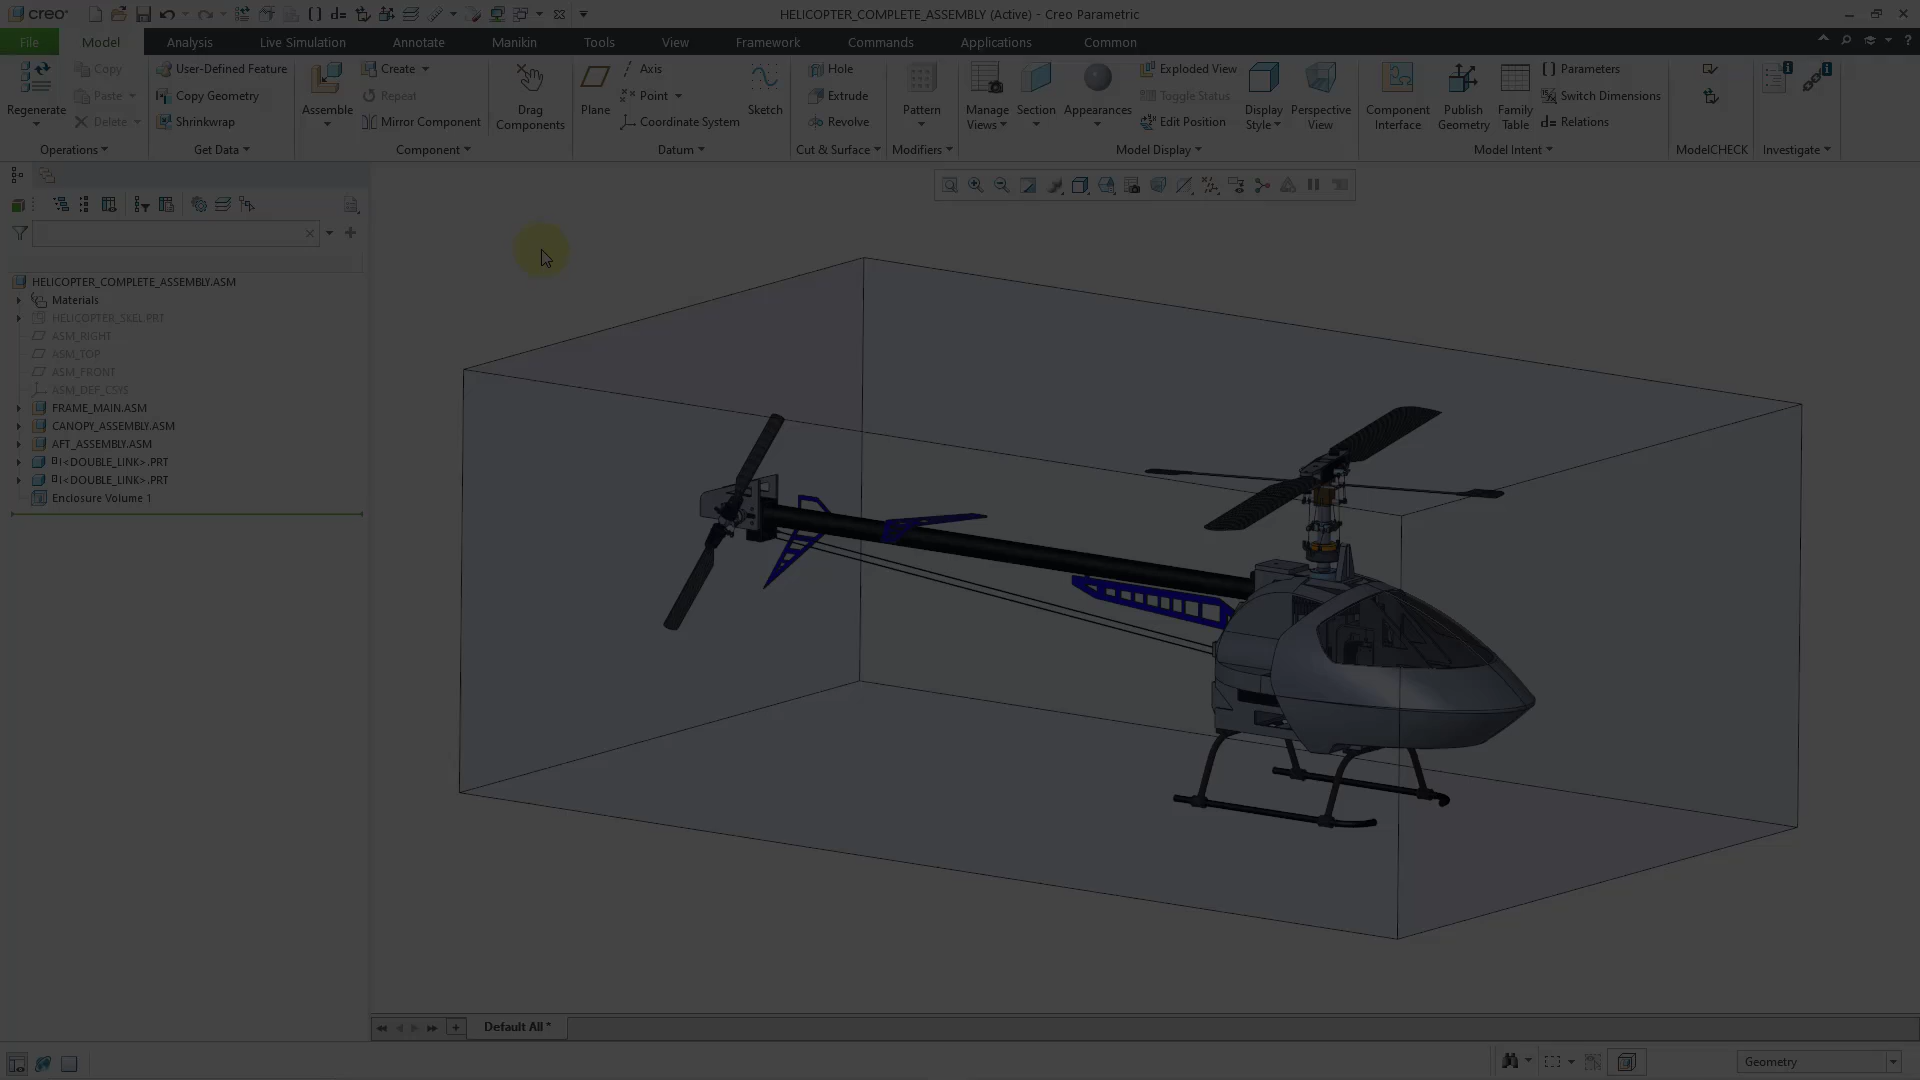 creo
HELICOPTER_COMPLETE_ASSEMBLY (Active) - Creo Parametric
File Model Analysis Live Simulation Annotate Manikin Tools View Framework Commands Applications Common
Copy
Paste
Delete
Regenerate
Operations
User-Defined Feature
Copy Geometry
Shrinkwrap
Get Data
Assemble
Create
Repeat
Mirror Component
Drag
Components
Component
Plane
Axis
Point
Coordinate System
Sketch
Datum
Hole
Extrude
Revolve
Cut & Surface
Pattern
Modifiers
Manage
Views
Section
Appearances
Exploded View
Toggle Status
Edit Position
Display
Style
Perspective
View
Model Display
Component
Interface
Publish
Geometry
Family
Table
Parameters
Switch Dimensions
d= Relations
Model Intent
ModelCHECK
Investigate
HELICOPTER_COMPLETE_ASSEMBLY.ASM
Materials
HELICOPTER_SKEL.PRT
ASM_RIGHT
ASM_TOP
ASM_FRONT
ASM_DEF_CSYS
FRAME_MAIN.ASM
CANOPY_ASSEMBLY.ASM
AFT_ASSEMBLY.ASM
I<DOUBLE_LINK>.PRT
I<DOUBLE_LINK>.PRT
Enclosure Volume 1
Default All *
Geometry